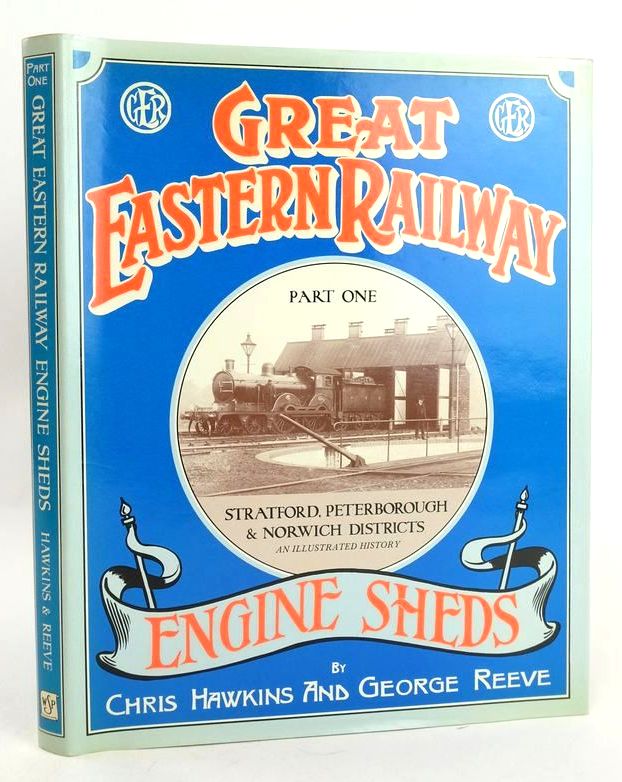 PART
ONE
GREAT EASTERN RAILWAY ENGINE SHEDS
HAWKINS & REEVE
WSP
GER
GER
GREAT
EASTERN RAILWAY
PART ONE
STRATFORD, PETERBOROUGH
& NORWICH DISTRICTS
AN ILLUSTRATED HISTORY
ENGINE SHEDS
BY
CHRIS HAWKINS AND GEORGE REEVE